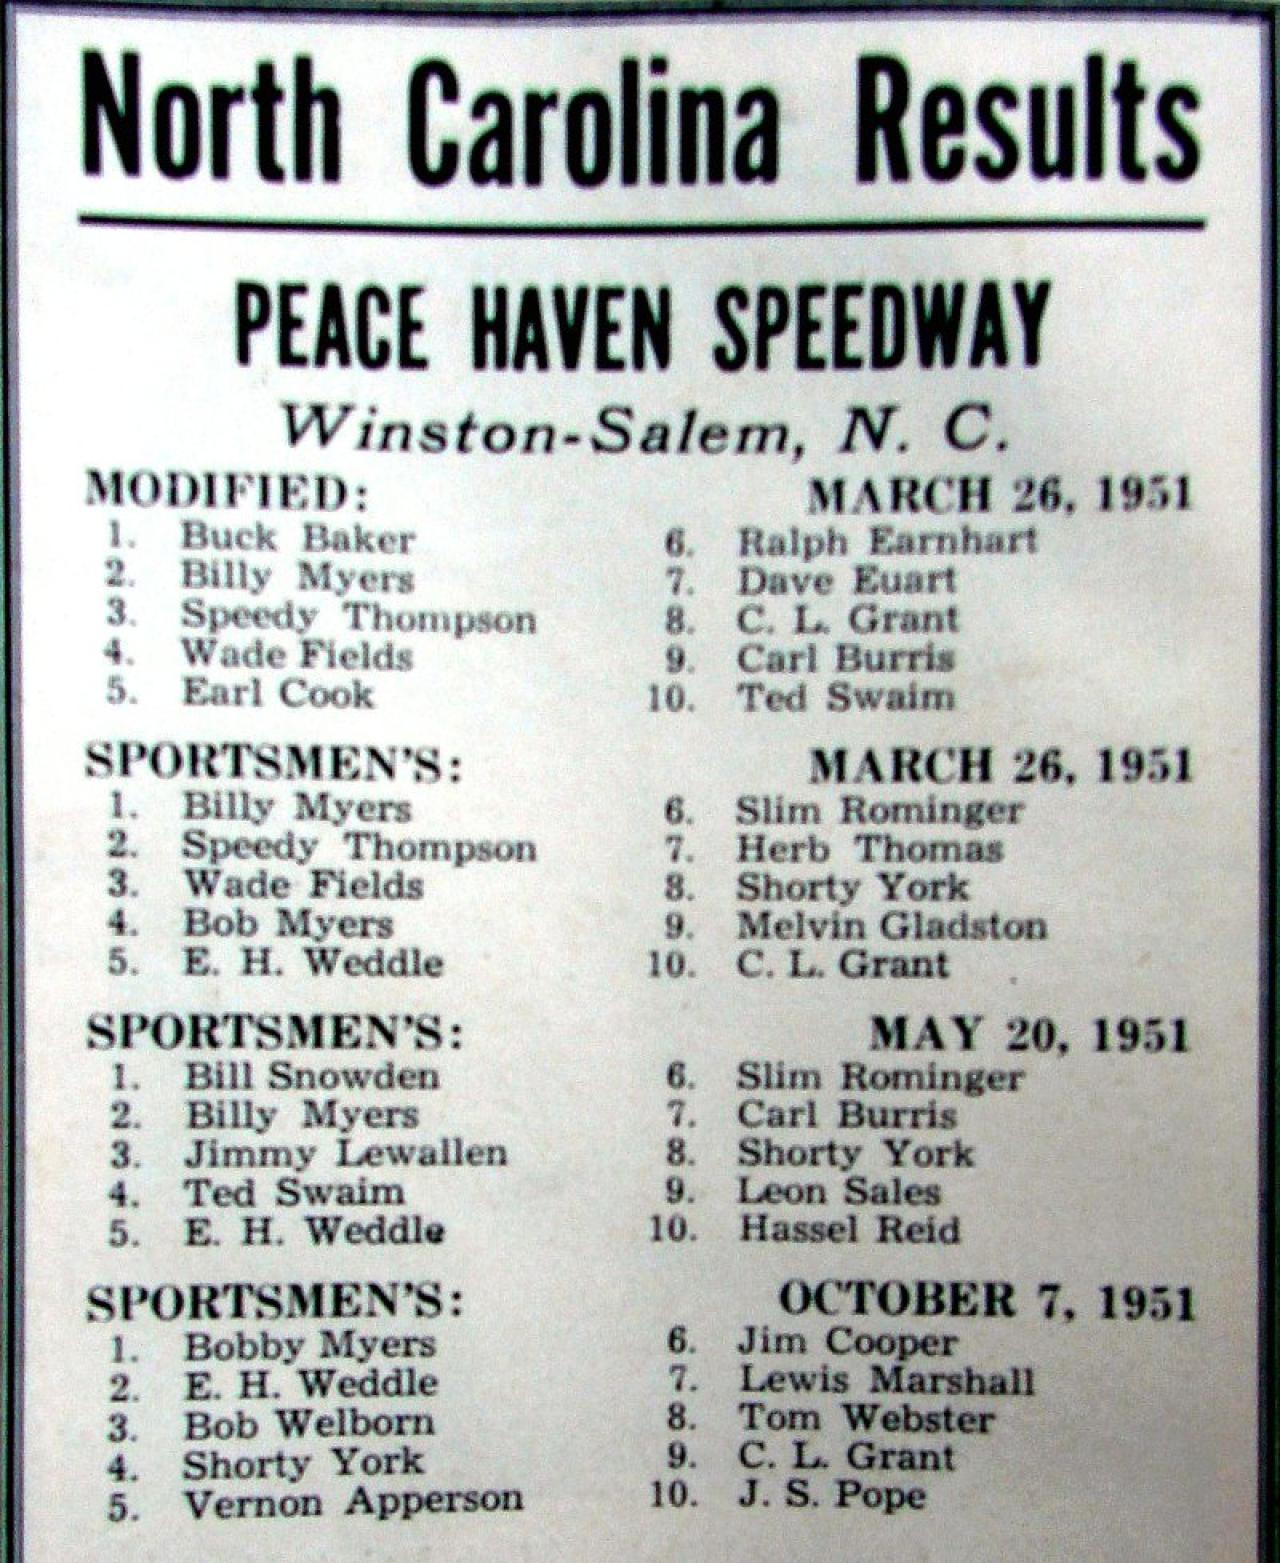 North Carolina Results
PEACE HAVEN SPEEDWAY
Winston-Salem, N. C.
MODIFIED: MARCH 26, 1951
1. Buck Baker 6. Ralph Earnhart
2. Billy Myers 7. Dave Euart
3. Speedy Thompson 8. C. L. Grant
4. Wade Fields 9. Carl Burris
5. Earl Cook 10. Ted Swaim
SPORTSMEN'S: MARCH 26, 1951
1. Billy Myers 6. Slim Rominger
2. Speedy Thompson 7. Herb Thomas
3. Wade Fields 8. Shorty York
4. Bob Myers 9. Melvin Gladston
5. E. H. Weddle 10. C. L. Grant
SPORTSMEN'S: MAY 20, 1951
1. Bill Snowden 6. Slim Rominger
2. Billy Myers 7. Carl Burris
3. Jimmy Lewallen 8. Shorty York
4. Ted Swaim 9. Leon Sales
5. E. H. Weddle 10. Hassel Reid
SPORTSMEN'S: OCTOBER 7, 1951
1. Bobby Myers 6. Jim Cooper
2. E. H. Weddle 7. Lewis Marshall
3. Bob Welborn 8. Tom Webster
4. Shorty York 9. C. L. Grant
5. Vernon Apperson 10. J. S. Pope